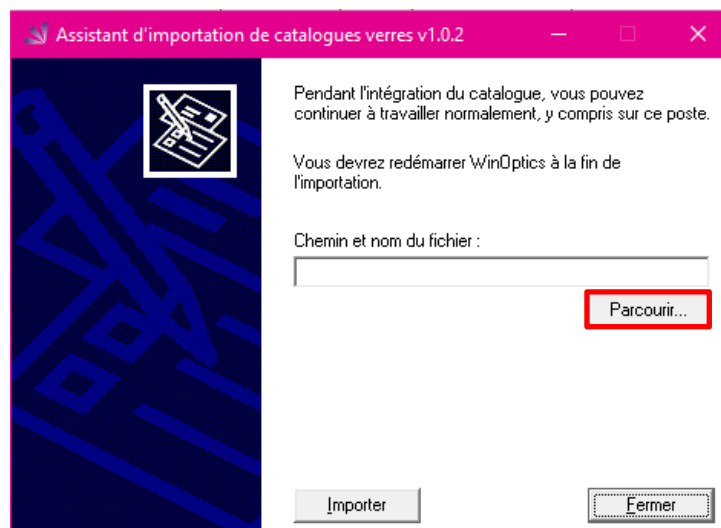 Assistant d'importation de catalogues verres v1.0.2
Pendant l'intégration du catalogue, vous pouvez
continuer à travailler normalement, y compris sur ce poste.
Vous devrez redémarrer WinOptics à la fin de
l'importation.
Chemin et nom du fichier :
Parcourir...
Importer
Fermer